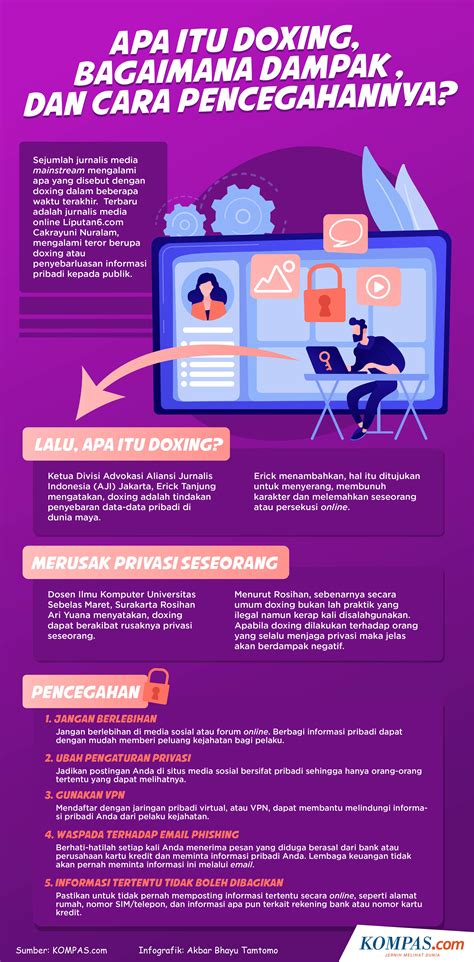 APA ITU DOXING,
BAGAIMANA DAMPAK,
DAN CARA PENCEGAHANNYA?
Sejumlah jurnalis media
mainstream mengalami
apa yang disebut dengan
doxing dalam beberapa
waktu terakhir. Terbaru
adalah jurnalis media
online Liputan6.com
Cakrayuni Nuralam,
mengalami teror berupa
doxing atau
penyebarluasan informasi
pribadi kepada publik.
LALU, APA ITU DOXING?
Ketua Divisi Advokasi Aliansi Jurnalis
Indonesia (AJI) Jakarta, Erick Tanjung
mengatakan, doxing adalah tindakan
penyebaran data-data pribadi di
dunia maya.
Erick menambahkan, hal itu ditujukan
untuk menyerang, membunuh
karakter dan melemahkan seseorang
atau persekusi online.
MERUSAK PRIVASI SESEORANG
Dosen Ilmu Komputer Universitas
Sebelas Maret, Surakarta Rosihan
Ari Yuana menyatakan, doxing
dapat berakibat rusaknya privasi
seseorang.
Menurut Rosihan, sebenarnya secara
umum doxing bukan lah praktik yang
ilegal namun kerap kali disalahgunakan.
Apabila doxing dilakukan terhadap orang
yang selalu menjaga privasi maka jelas
akan berdampak negatif.
PENCEGAHAN
1. JANGAN BERLEBIHAN
Jangan berlebihan di media sosial atau forum online. Berbagi informasi pribadi dapat
dengan mudah memberi peluang kejahatan bagi pelaku.
2. UBAH PENGATURAN PRIVASI
Jadikan postingan Anda di situs media sosial bersifat pribadi sehingga hanya orang-orang
tertentu yang dapat melihatnya.
3. GUNAKAN VPN
Mendaftar dengan jaringan pribadi virtual, atau VPN, dapat membantu melindungi informa-
si pribadi Anda dari pelaku kejahatan.
4. WASPADA TERHADAP EMAIL PHISHING
Berhati-hatilah setiap kali Anda menerima pesan yang diduga berasal dari bank atau
perusahaan kartu kredit dan meminta informasi pribadi Anda. Lembaga keuangan tidak
akan pernah meminta informasi ini melalui email.
5. INFORMASI TERTENTU TIDAK BOLEH DIBAGIKAN
Pastikan untuk tidak pernah memposting informasi tertentu secara online, seperti alamat
rumah, nomor SIM/telepon, dan informasi apa pun terkait rekening bank atau nomor kartu
kredit.
Sumber: KOMPAS.com
Infografik: Akbar Bhayu Tamtomo
KOMPAS.com
JERNIH MELIHAT DUNIA